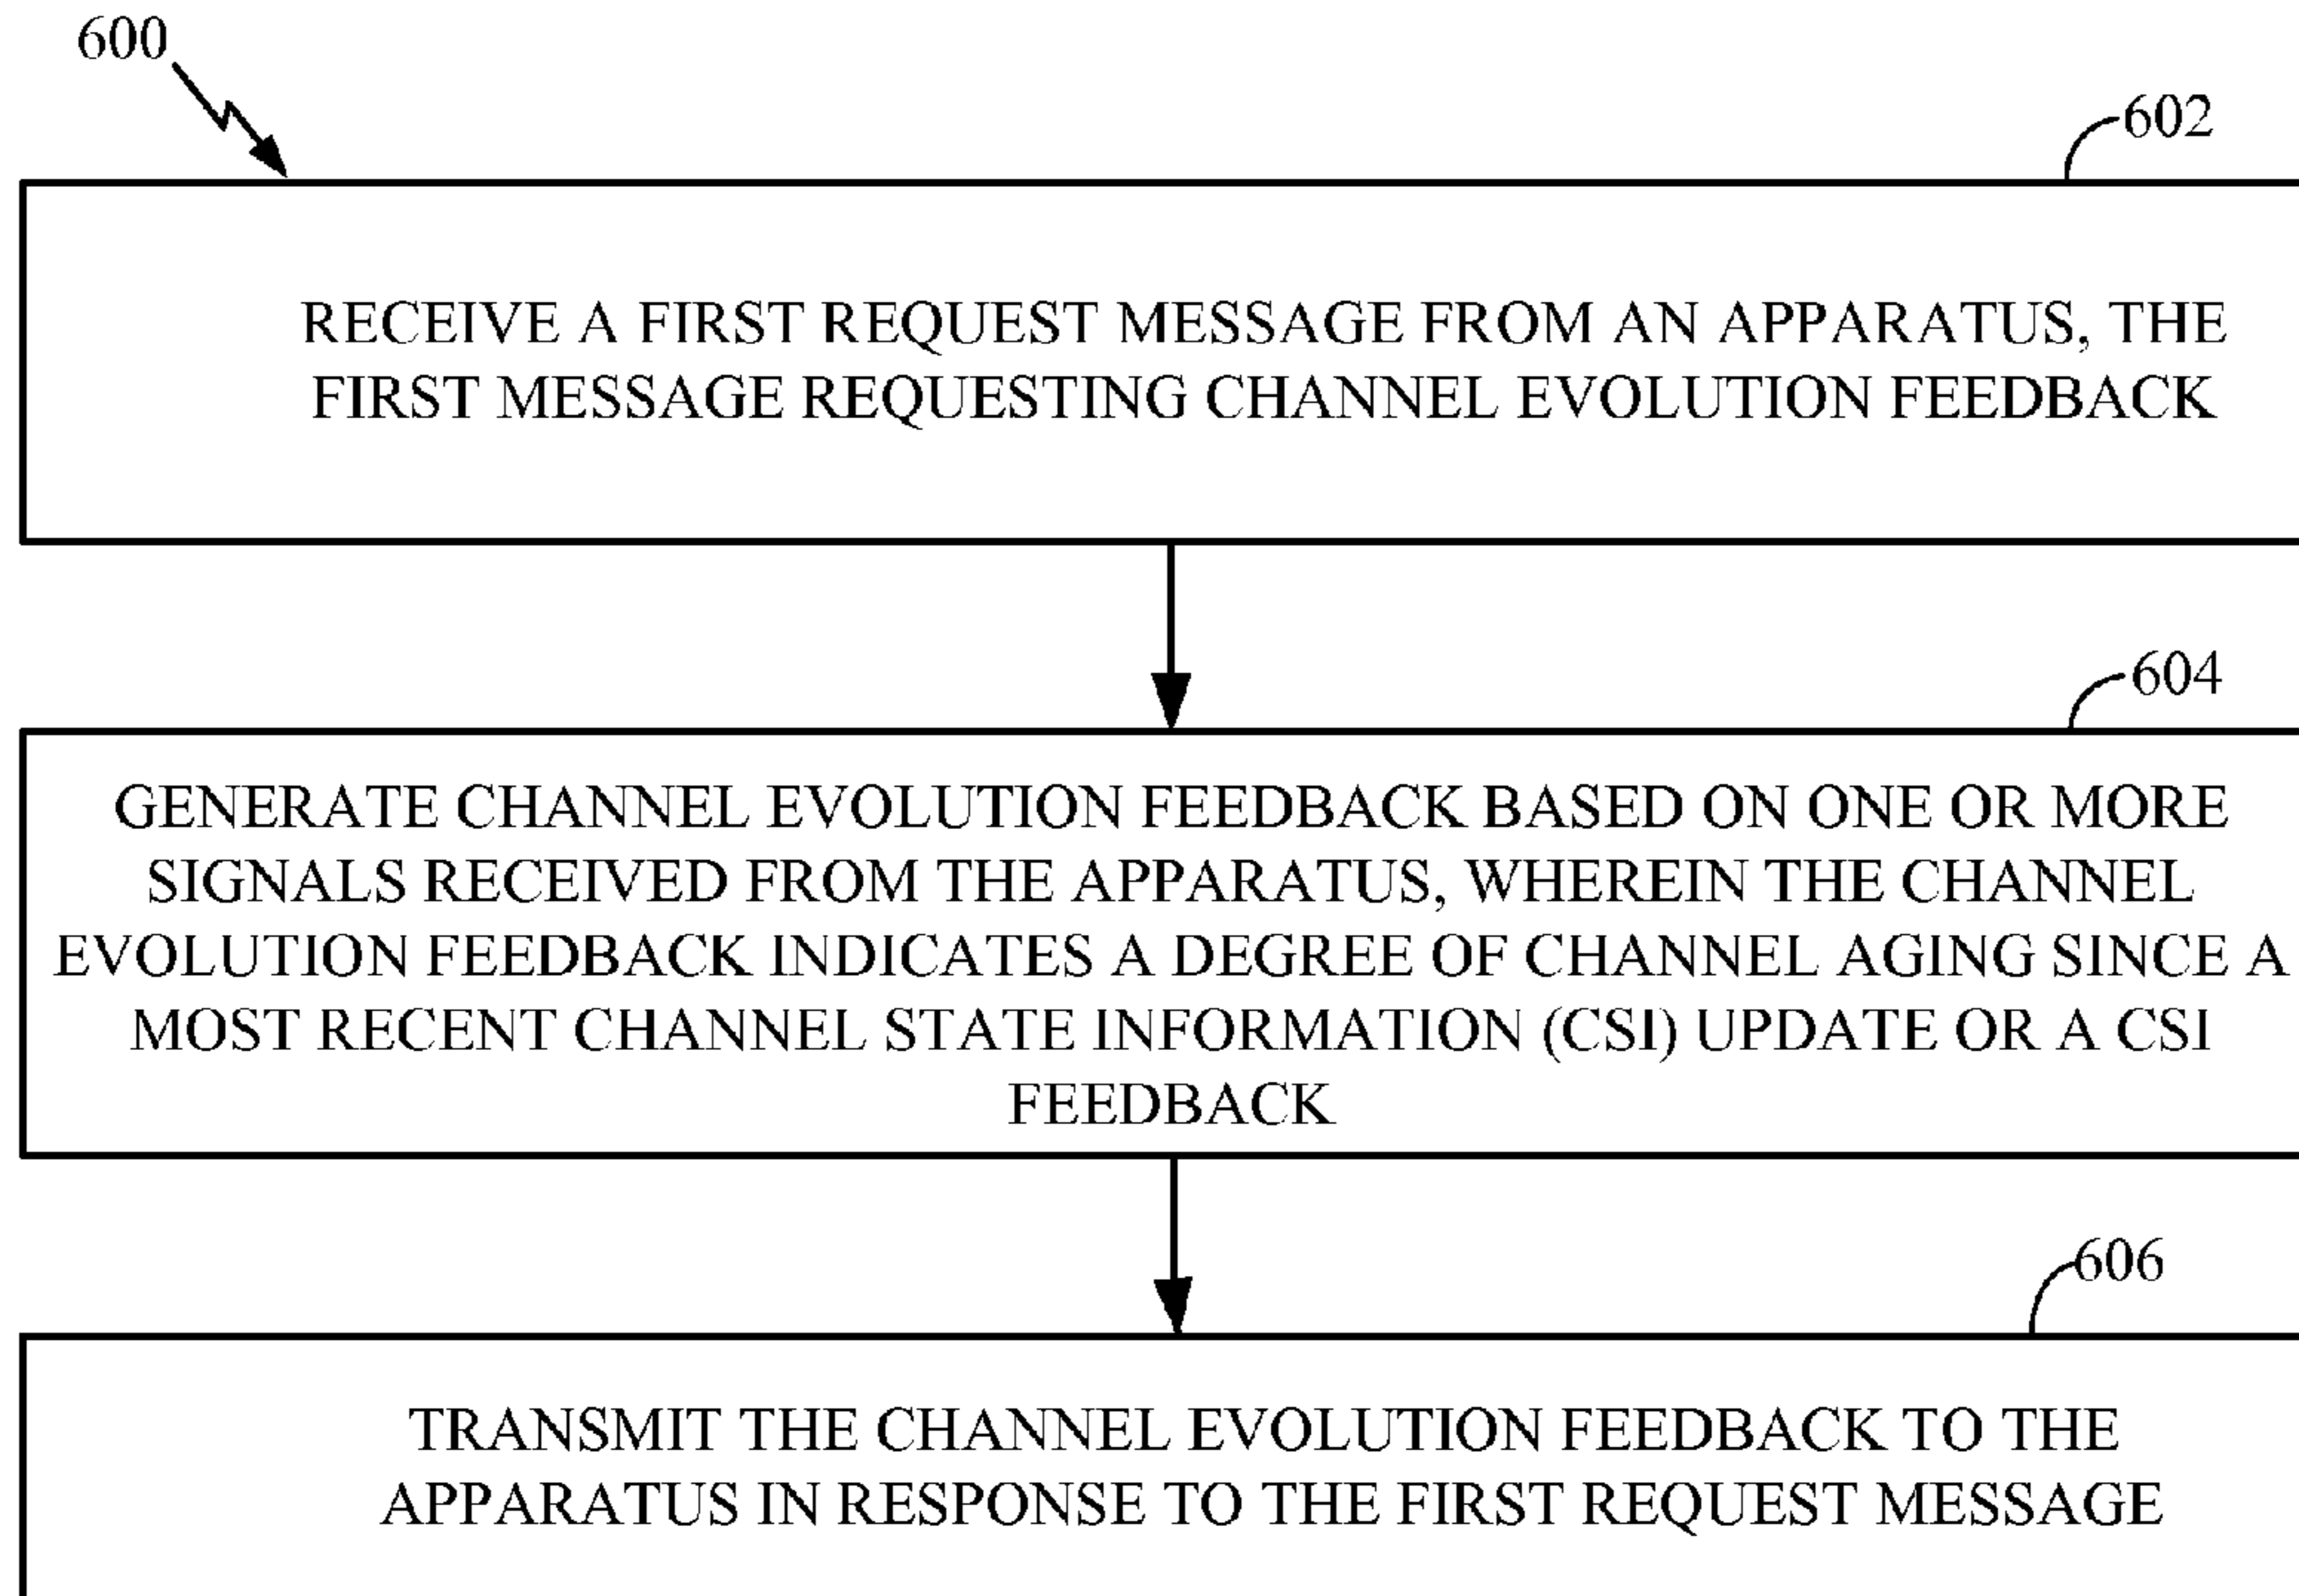 600
602
RECEIVE A FIRST REQUEST MESSAGE FROM AN APPARATUS, THE
FIRST MESSAGE REQUESTING CHANNEL EVOLUTION FEEDBACK
604
GENERATE CHANNEL EVOLUTION FEEDBACK BASED ON ONE OR MORE
SIGNALS RECEIVED FROM THE APPARATUS, WHEREIN THE CHANNEL
EVOLUTION FEEDBACK INDICATES A DEGREE OF CHANNEL AGING SINCE A
MOST RECENT CHANNEL STATE INFORMATION (CSI) UPDATE OR A CSI
FEEDBACK
606
TRANSMIT THE CHANNEL EVOLUTION FEEDBACK TO THE
APPARATUS IN RESPONSE TO THE FIRST REQUEST MESSAGE